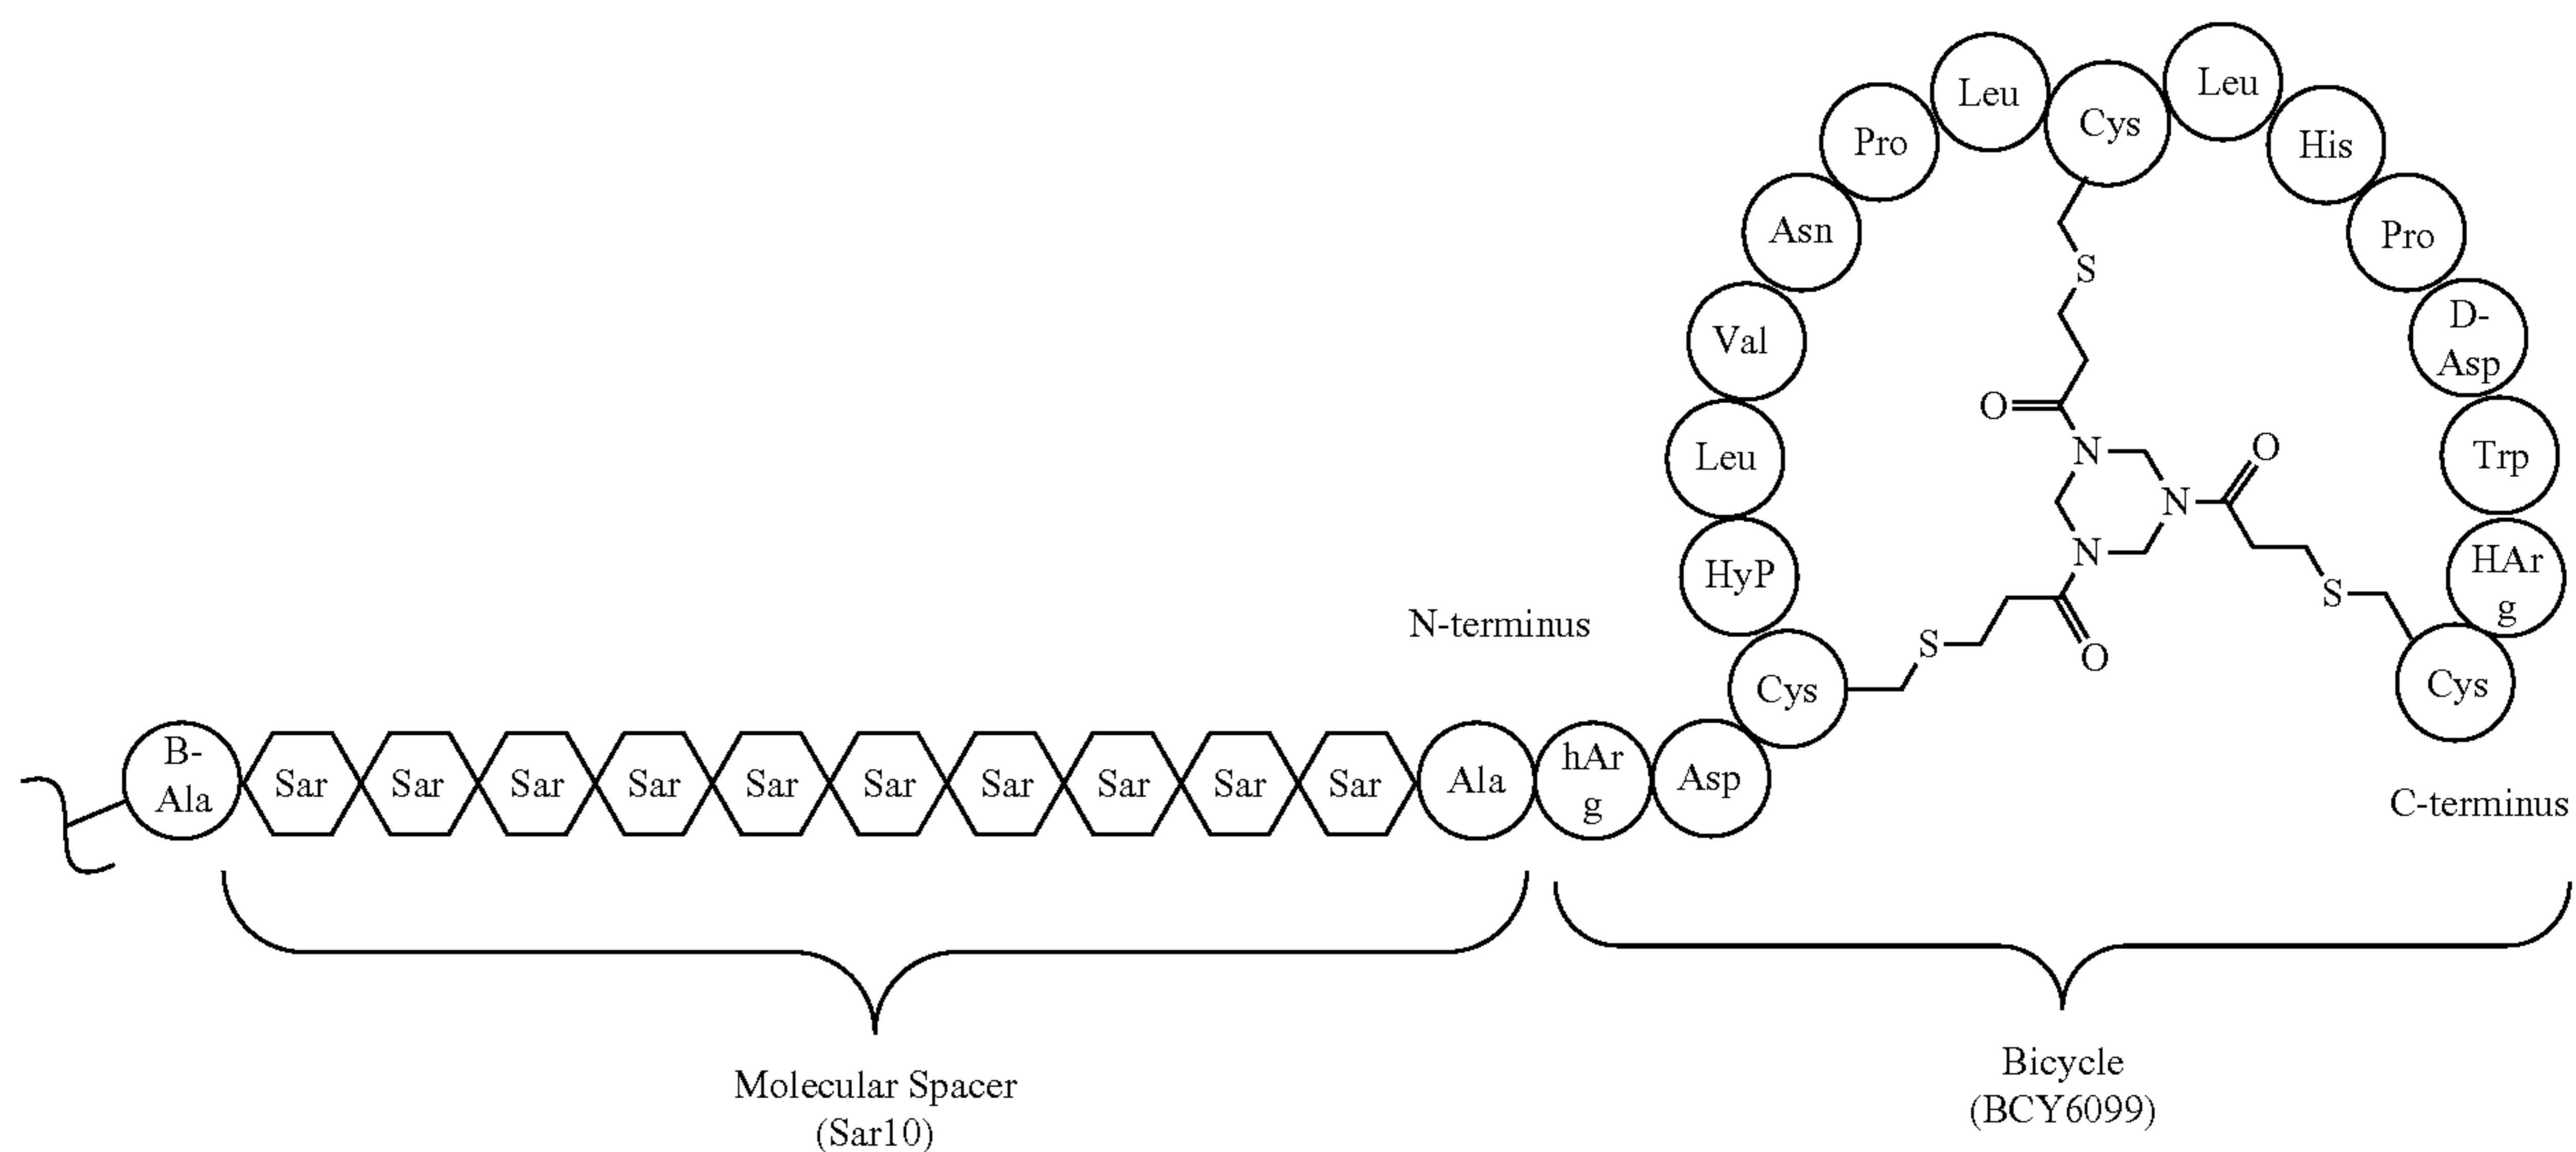 Leu
Cys
Leu
Pro
His
Asn
Pro
S
Val
D-
Asp
O
N
O
Leu
N
Trp
N
HyP
HAr
g
S
N-terminus
S
O
Cys
Cys
B-
Ala
Sar
Sar
Sar
Sar
Sar
Sar
Sar
Sar
Sar
Sar
Ala
hAr
g
Asp
C-terminus
Molecular Spacer
(Sar10)
Bicycle
(BCY6099)